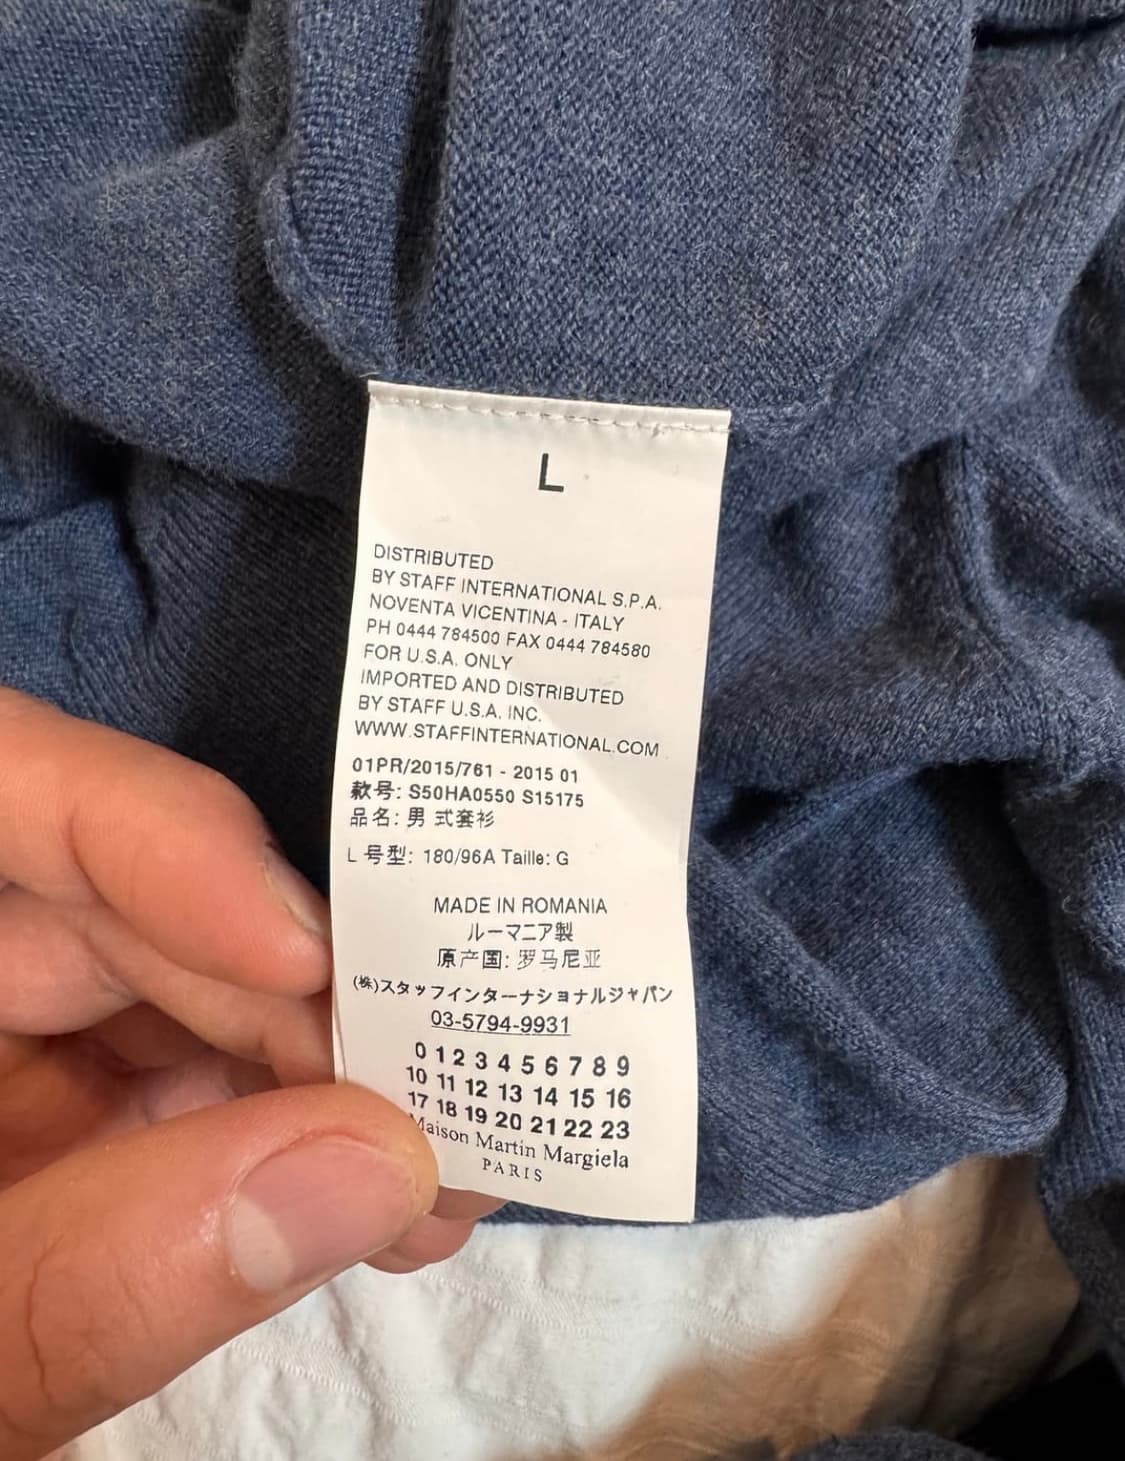 L
DISTRIBUTED
BY STAFF INTERNATIONAL S.P.A.
NOVENTA VICENTINA - ITALY
PH 0444 784500 FAX 0444 784580
FOR U.S.A. ONLY
IMPORTED AND DISTRIBUTED
BY STAFF U.S.A. INC.
WWW.STAFFINTERNATIONAL.COM
01PR/2015/761 - 2015 01
款号: S50HA0550 S15175
品名: 男 式套衫
L 号型: 180/96A Taille: G
MADE IN ROMANIA
ルーマニア製
原产国: 罗马尼亚
(株)スタッフインターナショナルジャパン
03-5794-9931
0 1 2 3 4 5 6 7 8 9
10 11 12 13 14 15 16
17 18 19 20 21 22 23
Maison Martin Margiela
PARIS